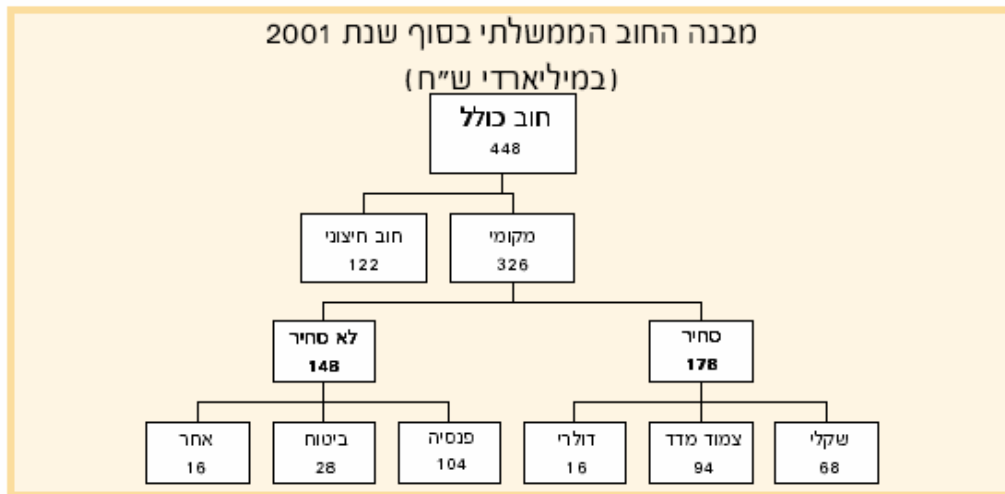 מבנה החוב הממשלתי בסוף שנת 2001
(במיליארדי ש"ח)
חוב כולל
448
מקומי
326
חוב חיצוני
122
סחיר
178
לא סחיר
148
שקלי
68
צמוד מדד
94
דולרי
16
פנסיה
104
ביטוח
28
אחר
16